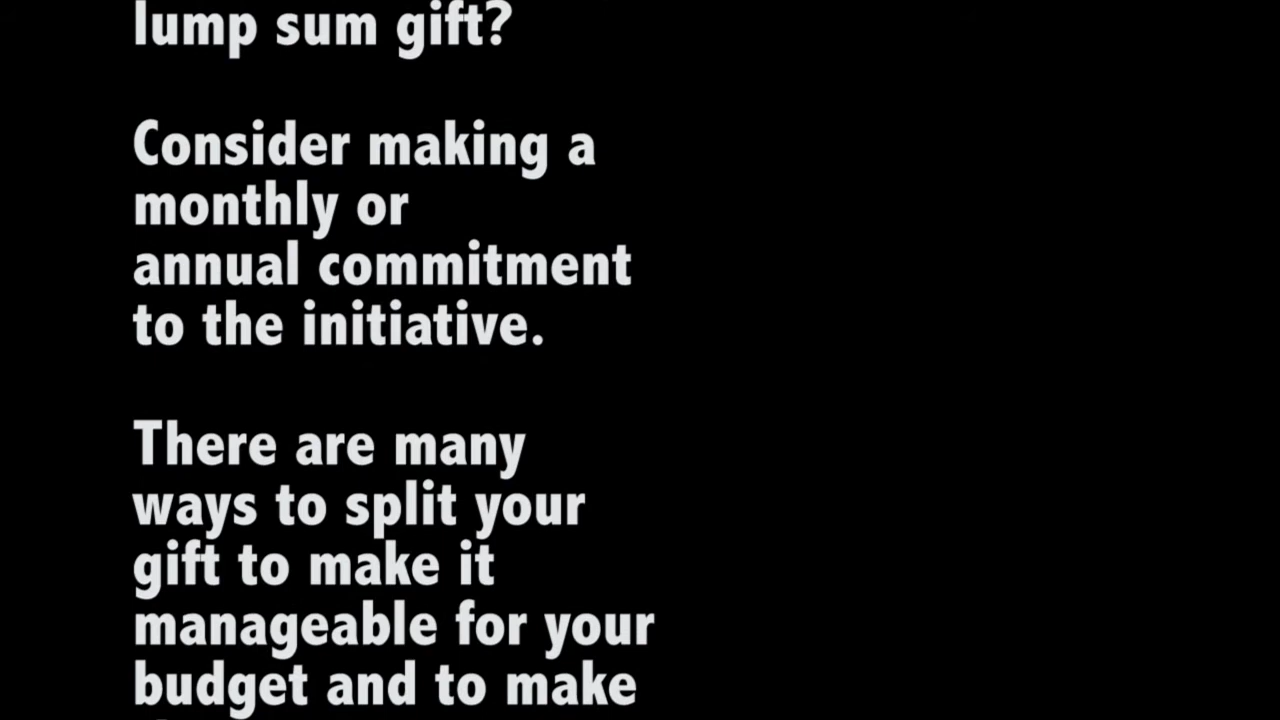 lump sum gift?
Consider making a
monthly or
annual commitment
to the initiative.
There are many
ways to split your
gift to make it
manageable for your
budget and to make